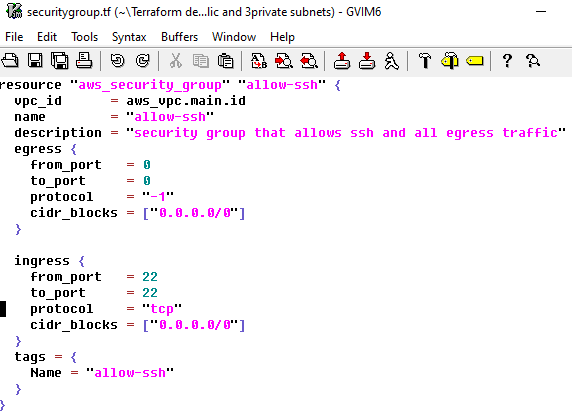 securitygroup.tf (~\Terraform de...lic and 3private subnets) - GVIM6
File Edit Tools Syntax Buffers Window Help
resource "aws_security_group" "allow-ssh" {
  vpc_id      = aws_vpc.main.id
  name        = "allow-ssh"
  description = "security group that allows ssh and all egress traffic"
  egress {
    from_port   = 0
    to_port     = 0
    protocol    = "-1"
    cidr_blocks = ["0.0.0.0/0"]
  }

  ingress {
    from_port   = 22
    to_port     = 22
    protocol    = "tcp"
    cidr_blocks = ["0.0.0.0/0"]
  }
  tags = {
    Name = "allow-ssh"
  }
}